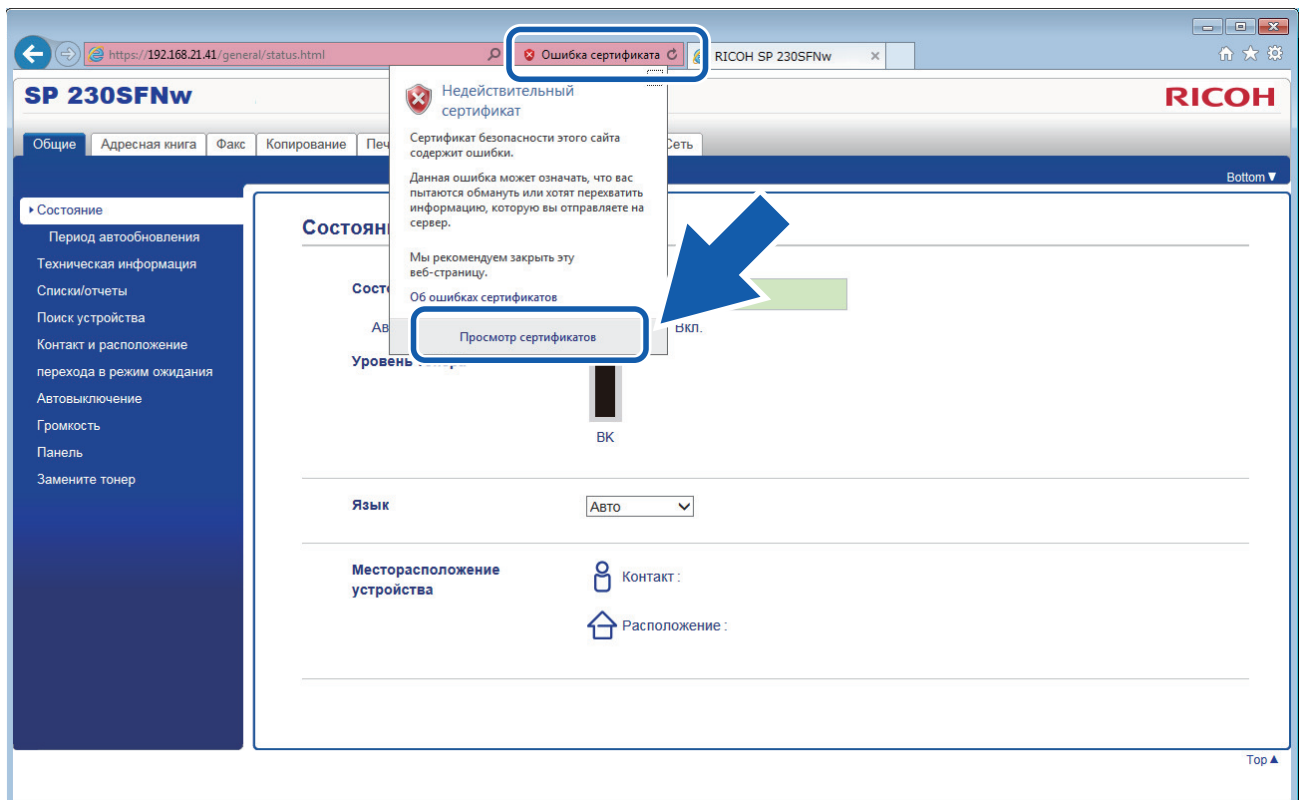 https://192.168.21.41/general/status.html
Ошибка сертификата
RICOH SP 230SFNw
SP 230SFNw
RICOH
Недействительный
сертификат
Сертификат безопасности этого сайта
содержит ошибки.
Данная ошибка может означать, что вас
пытаются обмануть или хотят перехватить
информацию, которую вы отправляете на
сервер.
Мы рекомендуем закрыть эту
веб-страницу.
Об ошибках сертификатов
Просмотр сертификатов
Общие
Адресная книга
Факс
Копирование
Печ
Сеть
Bottom▼
Состояние
Период автообновления
Техническая информация
Списки/отчеты
Поиск устройства
Контакт и расположение
перехода в режим ожидания
Автовыключение
Громкость
Панель
Замените тонер
Состоян
Сост
Ав
Вкл.
Уровень
BK
Язык
Авто
Месторасположение
устройства
Контакт :
Расположение :
Top▲